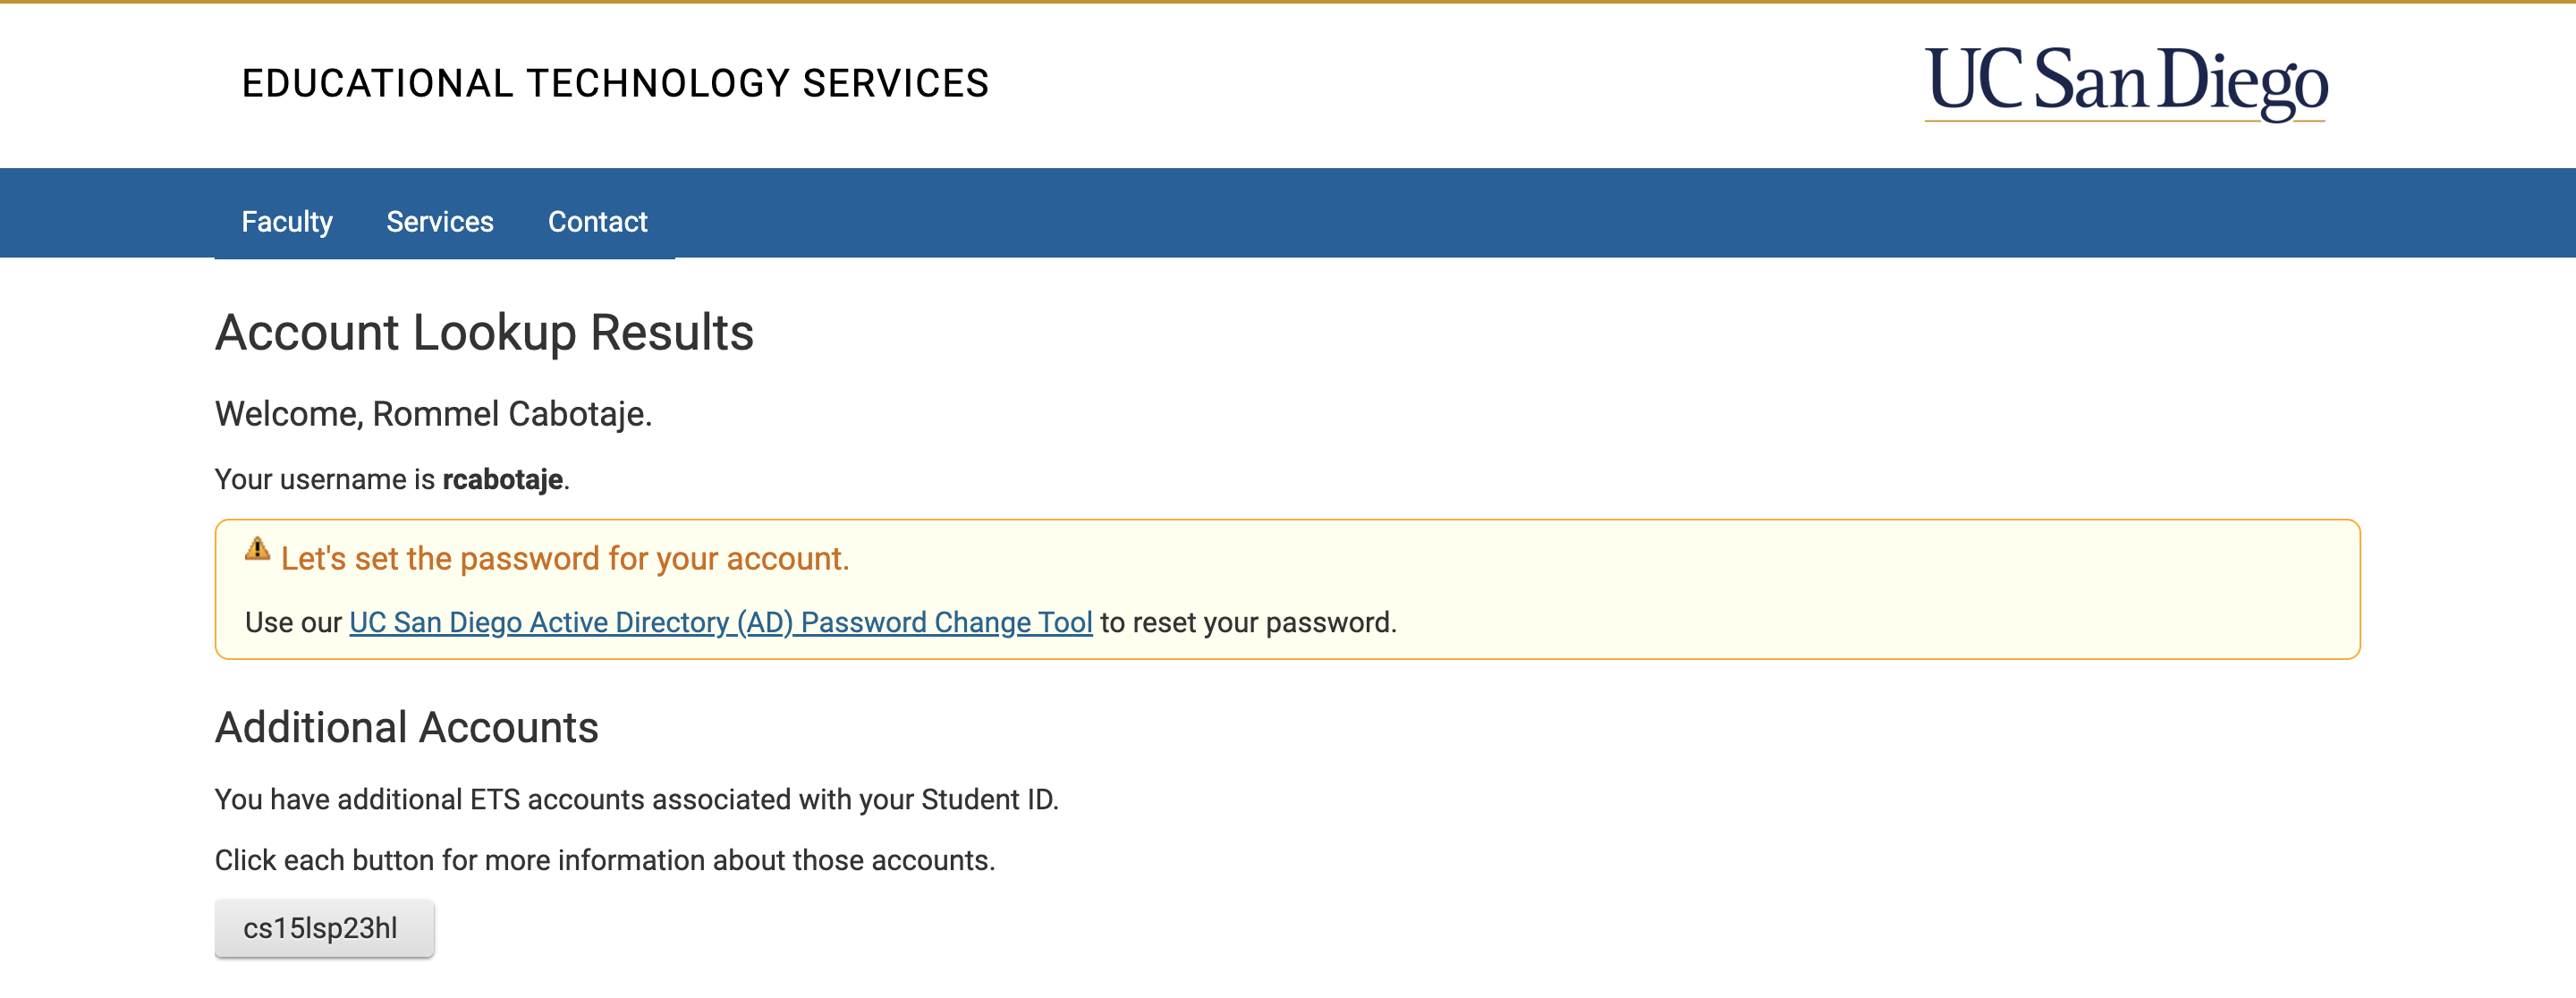 EDUCATIONAL TECHNOLOGY SERVICES
UC San Diego
Faculty Services Contact
Account Lookup Results
Welcome, Rommel Cabotaje.
Your username is rcabotaje.
Let's set the password for your account.
Use our UC San Diego Active Directory (AD) Password Change Tool to reset your password.
Additional Accounts
You have additional ETS accounts associated with your Student ID.
Click each button for more information about those accounts.
cs15lsp23hl